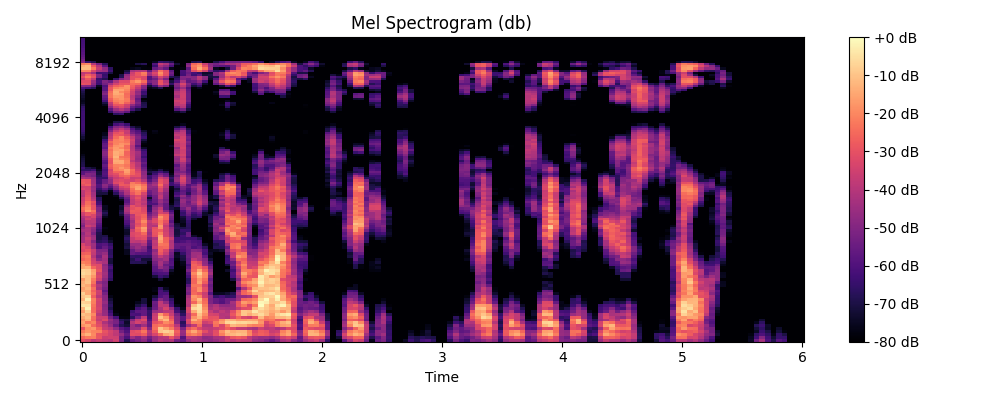 Mel Spectrogram (db)
8192
4096
2048
1024
512
0
Hz
0 1 2 3 4 5 6
Time
+0 dB
-10 dB
-20 dB
-30 dB
-40 dB
-50 dB
-60 dB
-70 dB
-80 dB